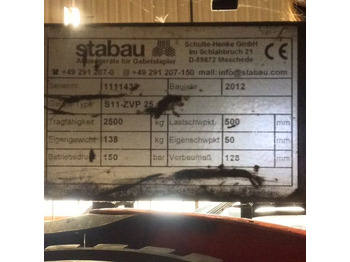 stabau Schulte-Henke GmbH
Anbaugeräte für Gabelstapler Im Schlahbruch 21
D-59872 Meschede
+49 291 207-0 +49 291 207-150 mail: info@stabau.com
Seriennr. Baujahr 2012
Type S11-ZVP 25
Tragfähigkeit 2500 kg Lastschwpkt. 500 mm
Eigengewicht 138 kg Eigenschwpkt 50 mm
Betriebsdruck 150 bar Vorbaumaß 128 mm